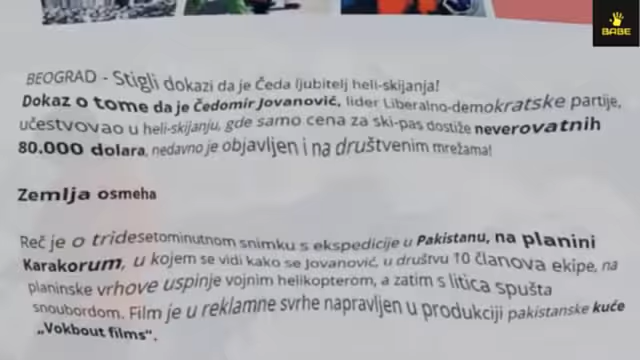 BABE
BEOGRAD - Stigli dokazi da je Čeda ljubitelj heli-skijanja!
Dokaz o tome da je Čedomir Jovanović, lider Liberalno-demokratske partije,
učestvovao u heli-skijanju, gde samo cena za ski-pas dostiže neverovatnih
80.000 dolara, nedavno je objavljen i na društvenim mrežama!
Zemlja osmeha
Reč je o tridesetominutnom snimku s ekspedicije u Pakistanu, na planini
Karakorum, u kojem se vidi kako se Jovanović, u društvu 10 članova ekipe, na
planinske vrhove uspinje vojnim helikopterom, a zatim s litica spušta
snoubordom. Film je u reklamne svrhe napravljen u produkciji pakistanske kuće
„Vokbout films“.